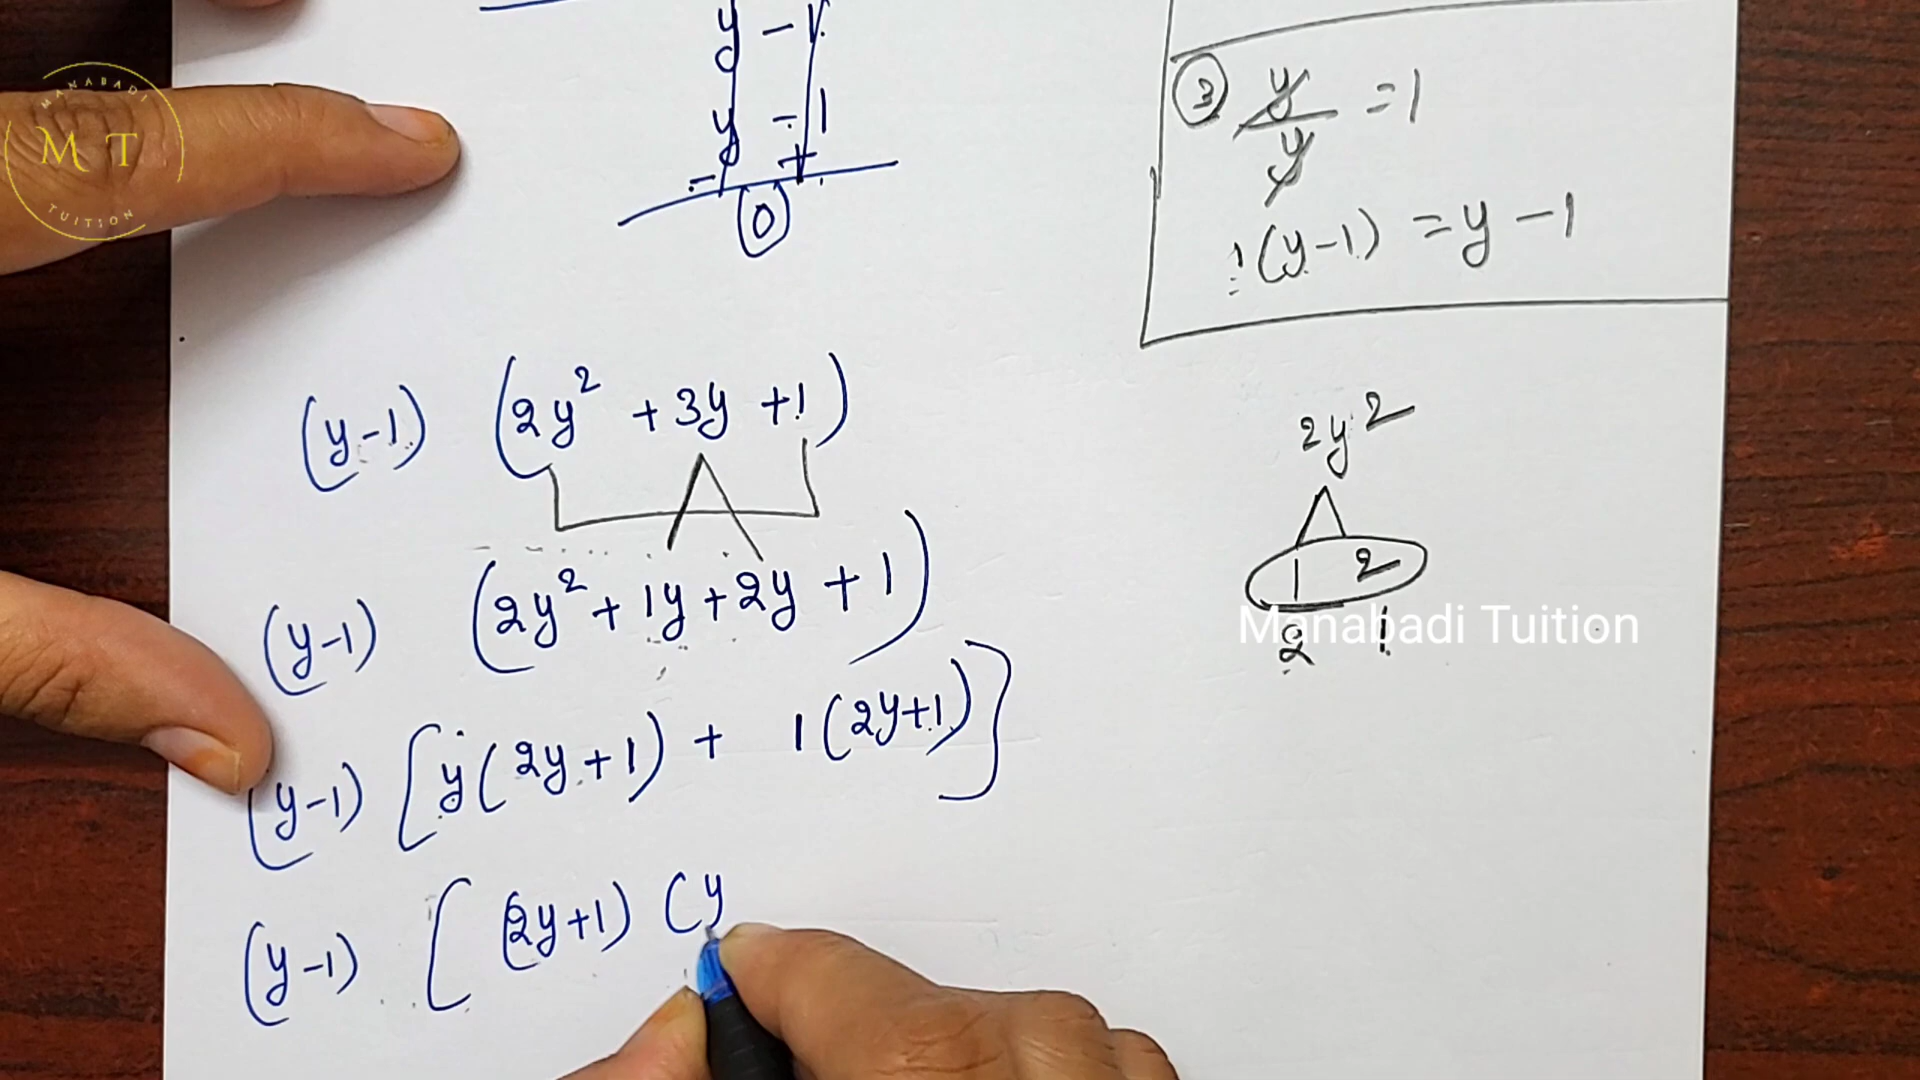 MANABADI
M T
TUITION
y - 1
y - 1
- +
0
3 y/y = 1
1(y-1) = y - 1
(y-1) (2y² + 3y + 1)
(y-1) (2y² + 1y + 2y + 1)
(y-1) [y(2y+1) + 1(2y+1)]
(y-1) [(2y+1) (y
2y²
1 2
2 1
Manabadi Tuition